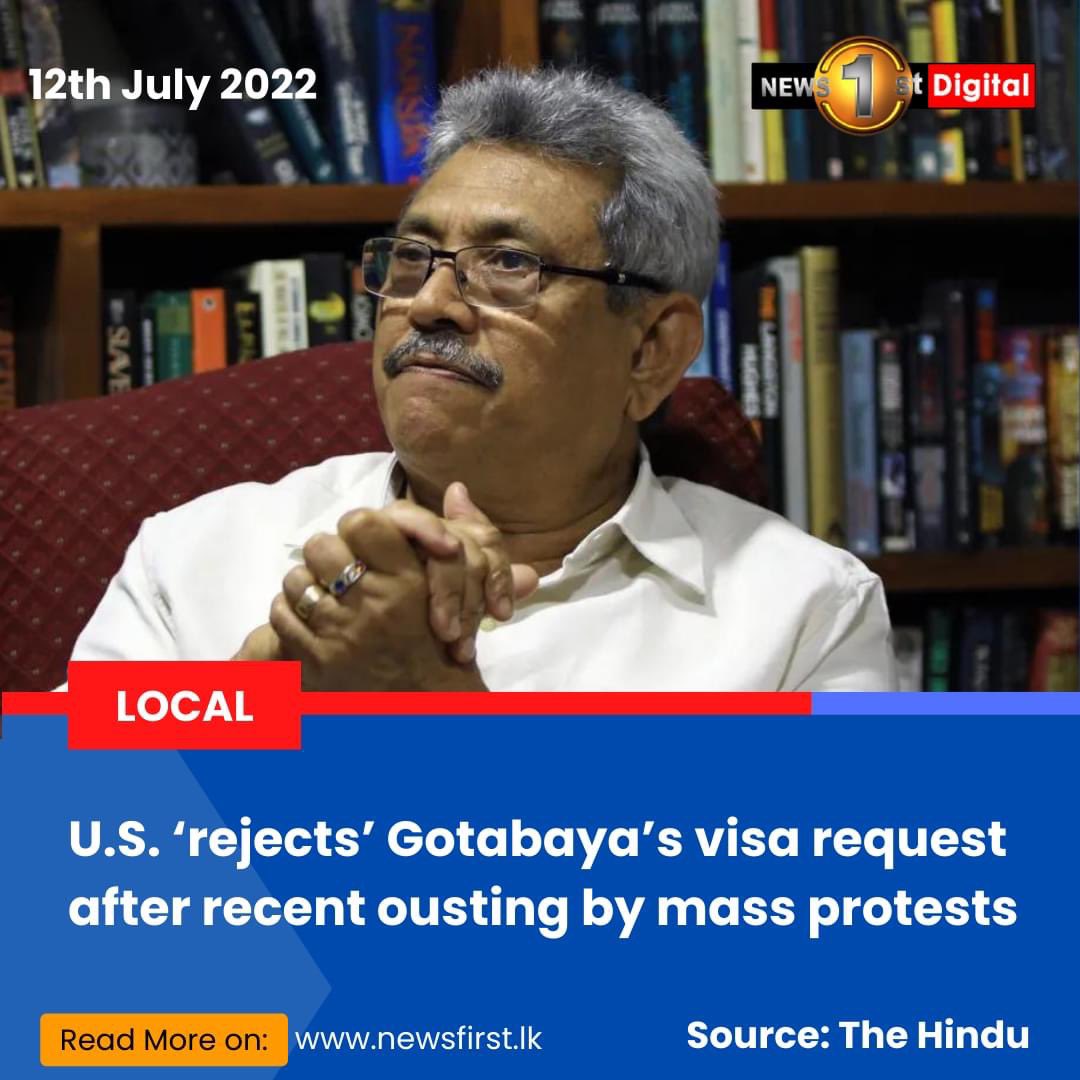 12th July 2022
NEWS 1st Digital
LOCAL
U.S. ‘rejects’ Gotabaya’s visa request
after recent ousting by mass protests
Read More on: www.newsfirst.lk
Source: The Hindu